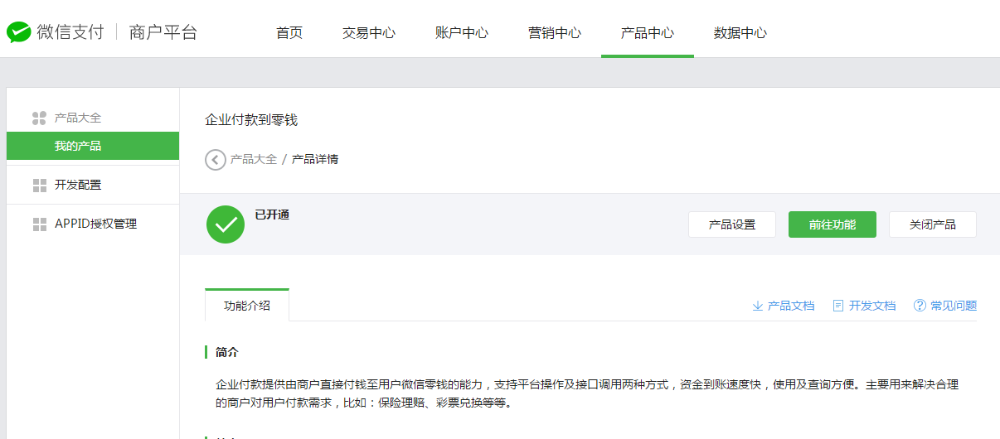 微信支付 商户平台 首页 交易中心 账户中心 营销中心 产品中心 数据中心
产品大全
我的产品
开发配置
APPID授权管理
企业付款到零钱
产品大全 / 产品详情
已开通
产品设置 前往功能 关闭产品
功能介绍 产品文档 开发文档 常见问题
简介
企业付款提供由商户直接付钱至用户微信零钱的能力，支持平台操作及接口调用两种方式，资金到账速度快，使用及查询方便。主要用来解决合理
的商户对用户付款需求，比如：保险理赔、彩票兑换等等。